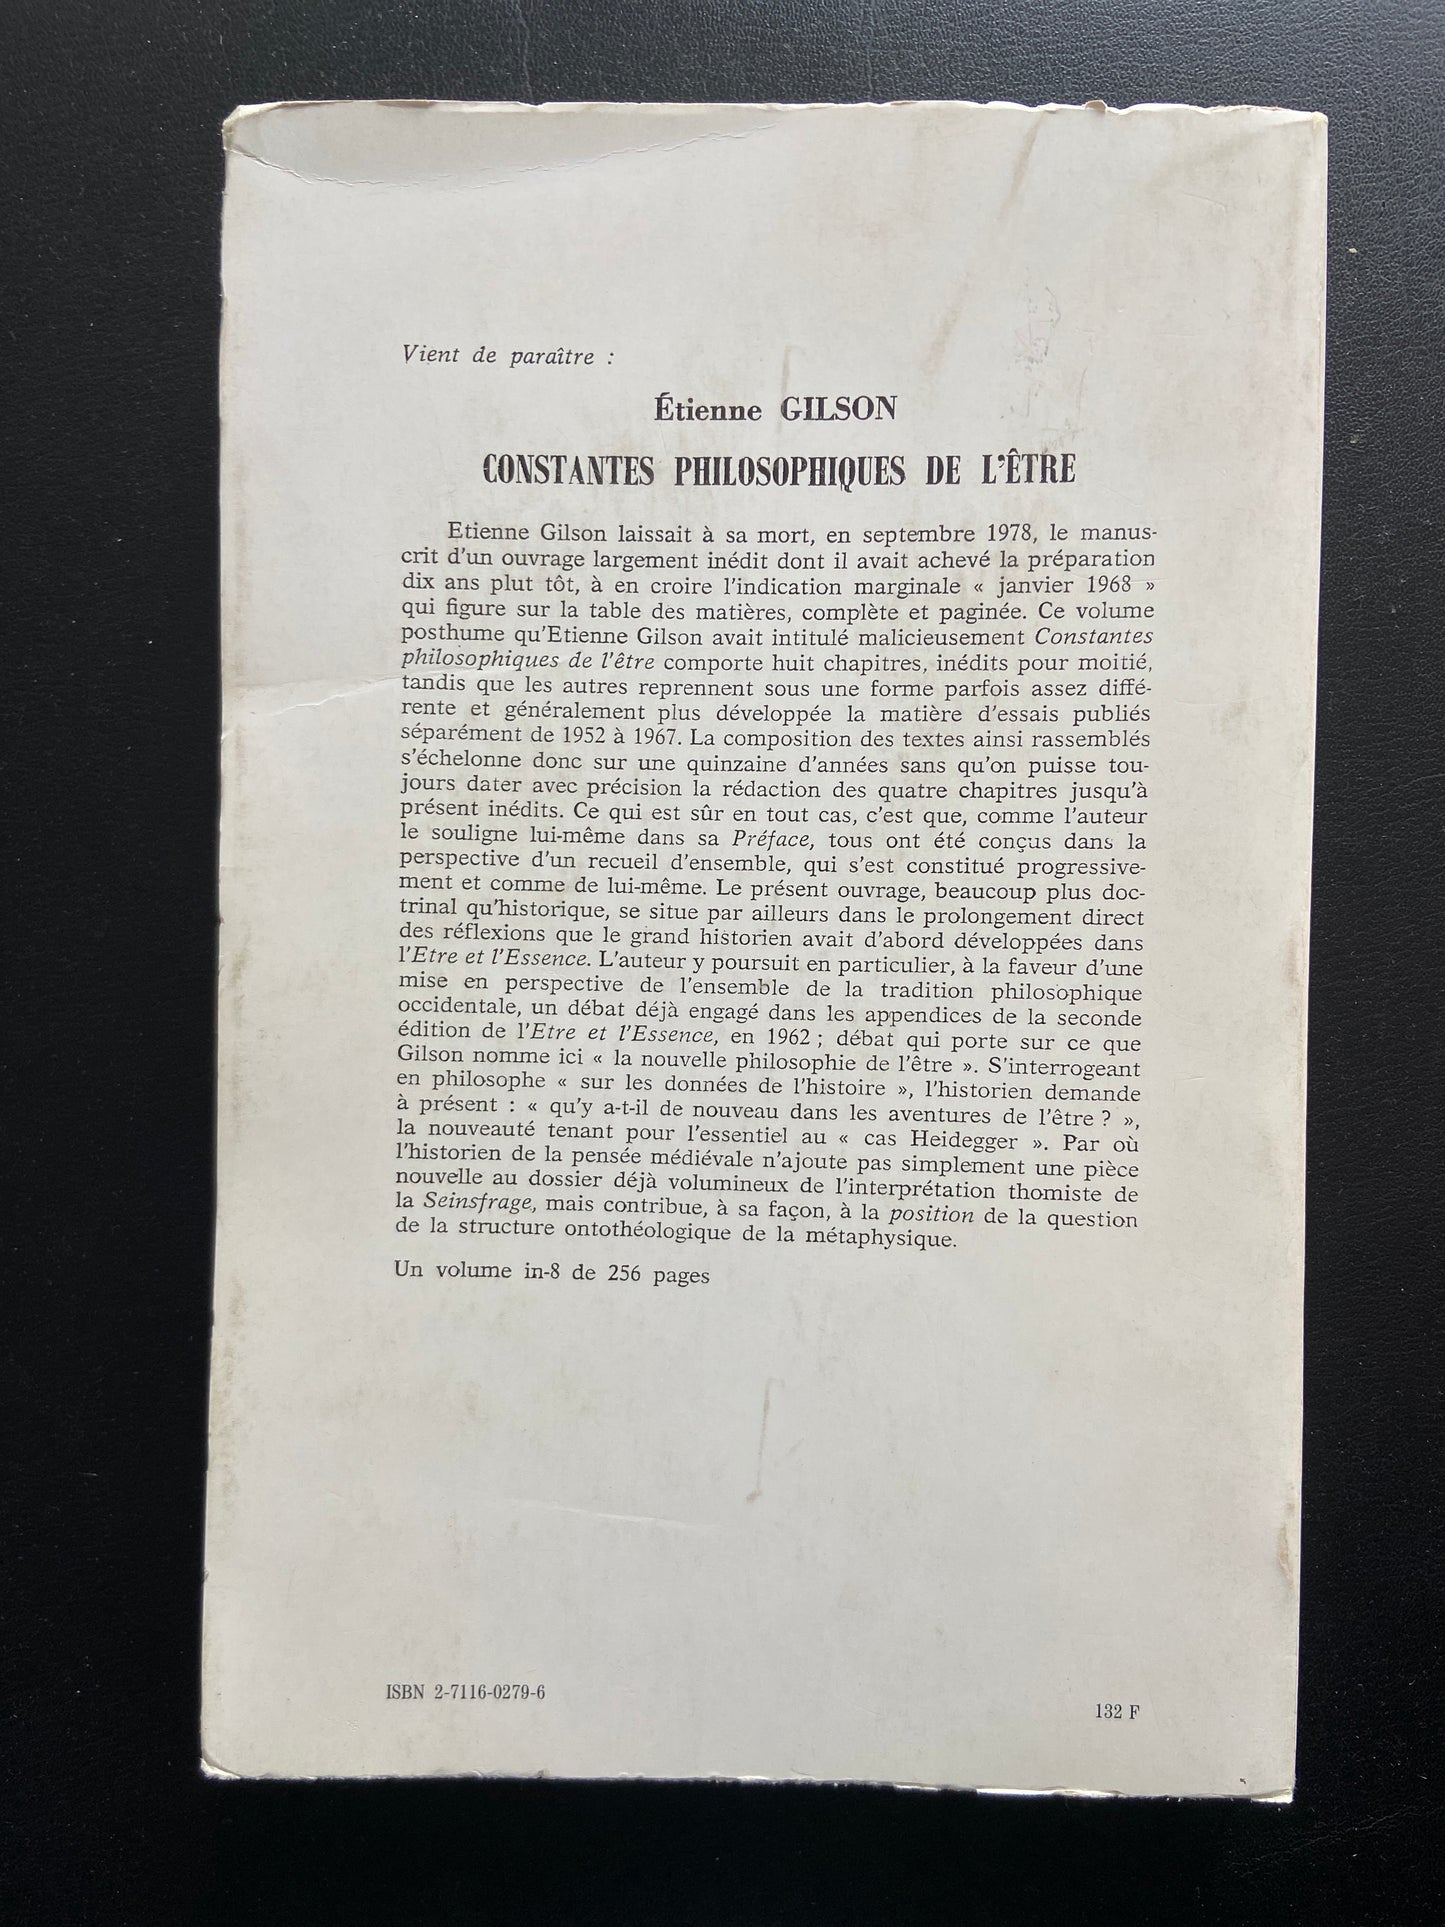 Vient de paraître :
Étienne GILSON
CONSTANTES PHILOSOPHIQUES DE L'ÊTRE
Etienne Gilson laissait à sa mort, en septembre 1978, le manus-
crit d'un ouvrage largement inédit dont il avait achevé la préparation
dix ans plut tôt, à en croire l'indication marginale « janvier 1968 »
qui figure sur la table des matières, complète et paginée. Ce volume
posthume qu'Etienne Gilson avait intitulé malicieusement Constantes
philosophiques de l'être comporte huit chapitres, inédits pour moitié,
tandis que les autres reprennent sous une forme parfois assez diffé-
rente et généralement plus développée la matière d'essais publiés
séparément de 1952 à 1967. La composition des textes ainsi rassemblés
s'échelonne donc sur une quinzaine d'années sans qu'on puisse tou-
jours dater avec précision la rédaction des quatre chapitres jusqu'à
présent inédits. Ce qui est sûr en tout cas, c'est que, comme l'auteur
le souligne lui-même dans sa Préface, tous ont été conçus dans la
perspective d'un recueil d'ensemble, qui s'est constitué progressive-
ment et comme de lui-même. Le présent ouvrage, beaucoup plus doc-
trinal qu'historique, se situe par ailleurs dans le prolongement direct
des réflexions que le grand historien avait d'abord développées dans
l'Etre et l'Essence. L'auteur y poursuit en particulier, à la faveur d'une
mise en perspective de l'ensemble de la tradition philosophique
occidentale, un débat déjà engagé dans les appendices de la seconde
édition de l'Etre et l'Essence, en 1962 ; débat qui porte sur ce que
Gilson nomme ici « la nouvelle philosophie de l'être ». S'interrogeant
en philosophe « sur les données de l'histoire », l'historien demande
à présent : « qu'y a-t-il de nouveau dans les aventures de l'être ? »,
la nouveauté tenant pour l'essentiel au « cas Heidegger ». Par où
l'historien de la pensée médiévale n'ajoute pas simplement une pièce
nouvelle au dossier déjà volumineux de l'interprétation thomiste de
la Seinsfrage, mais contribue, à sa façon, à la position de la question
de la structure ontothéologique de la métaphysique.
Un volume in-8 de 256 pages
ISBN 2-7116-0279-6
132 F